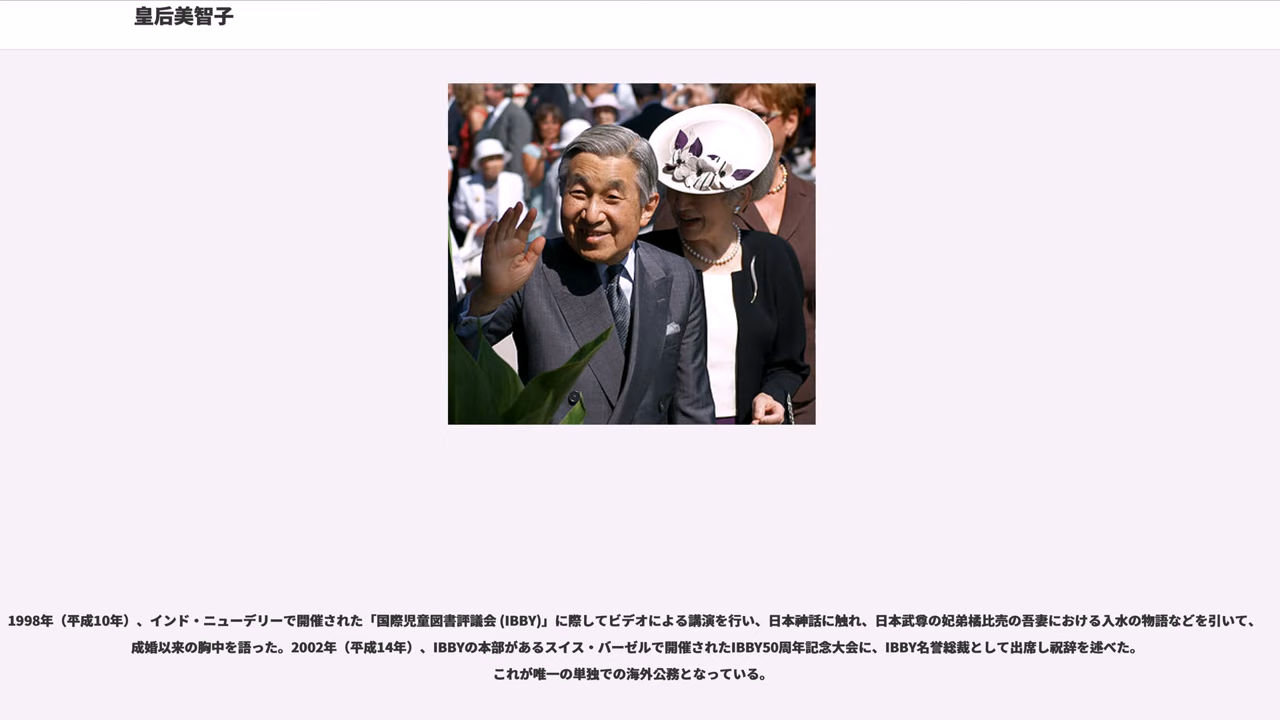 皇后美智子
1998年（平成10年）、インド・ニューデリーで開催された「国際児童図書評議会 (IBBY)」に際してビデオによる講演を行い、日本神話に触れ、日本武尊の妃弟橘比売の吾妻における入水の物語などを引いて、
成婚以来の胸中を語った。2002年（平成14年）、IBBYの本部があるスイス・バーゼルで開催されたIBBY50周年記念大会に、IBBY名誉総裁として出席し祝辞を述べた。
これが唯一の単独での海外公務となっている。